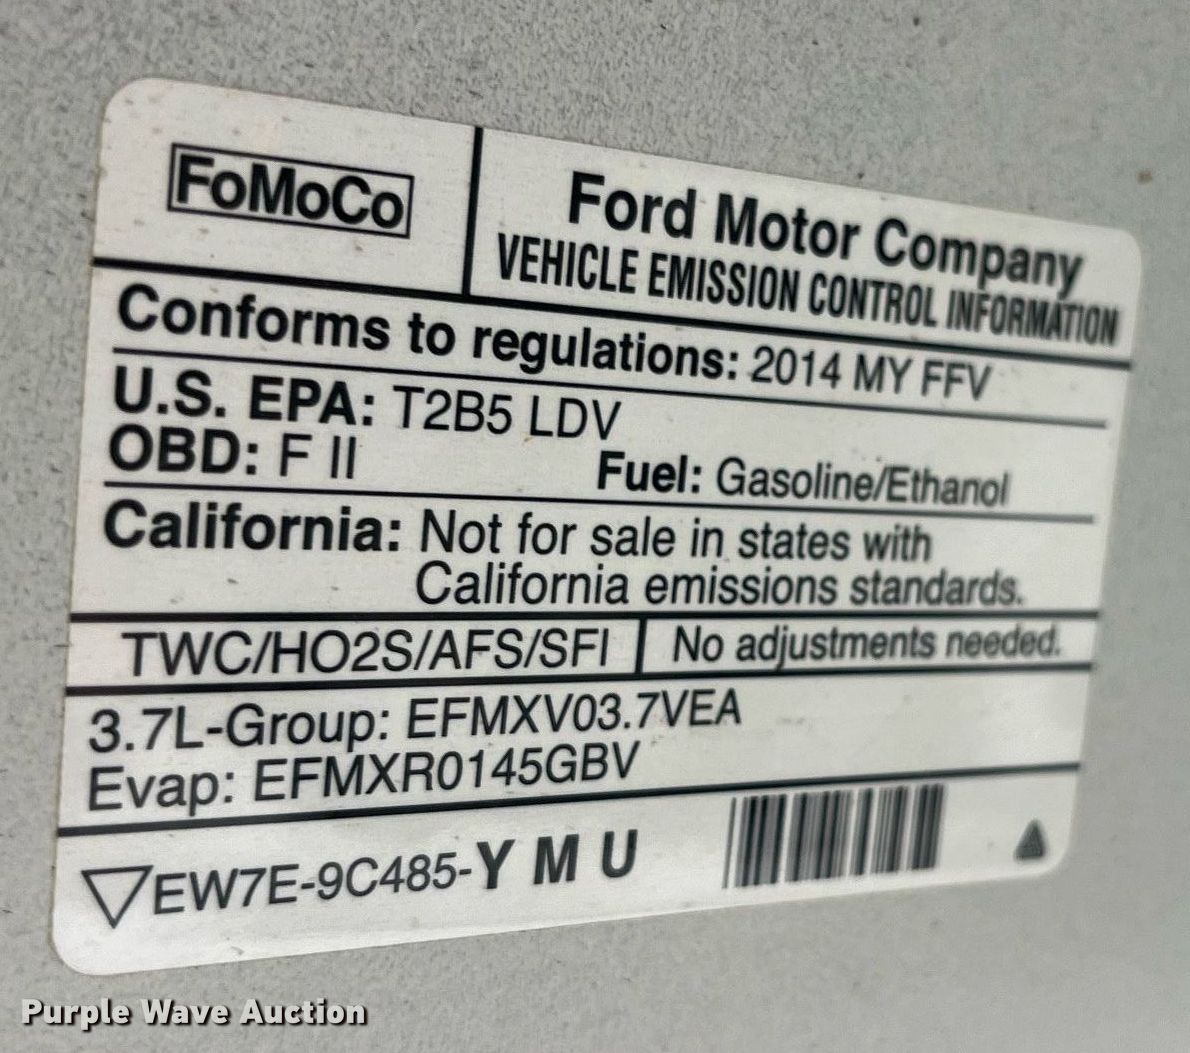 FoMoCo
Ford Motor Company
VEHICLE EMISSION CONTROL INFORMATION
Conforms to regulations: 2014 MY FFV
U.S. EPA: T2B5 LDV
OBD: F II Fuel: Gasoline/Ethanol
California: Not for sale in states with
California emissions standards.
TWC/HO2S/AFS/SFI No adjustments needed.
3.7L-Group: EFMXV03.7VEA
Evap: EFMXR0145GBV
EW7E-9C485-Y M U
Purple Wave Auction